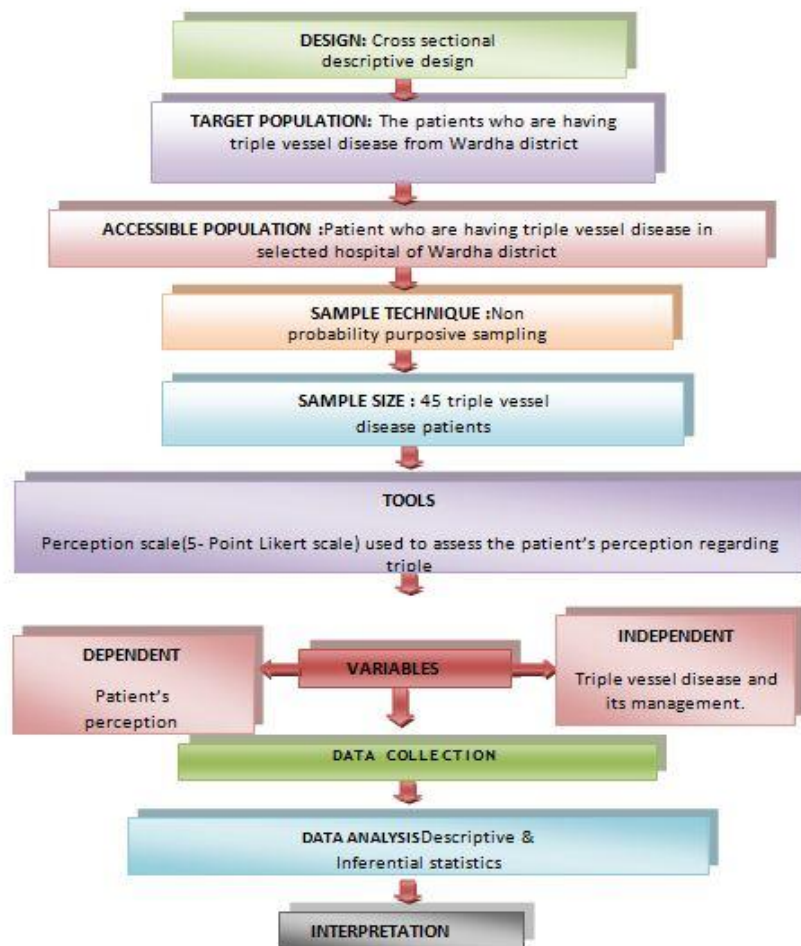 DESIGN: Cross sectional
descriptive design
TARGET POPULATION: The patients who are having
triple vessel disease from Wardha district
ACCESSIBLE POPULATION :Patient who are having triple vessel disease in
selected hospital of Wardha district
SAMPLE TECHNIQUE :Non
probability purposive sampling
SAMPLE SIZE : 45 triple vessel
disease patients
TOOLS
Perception scale(5- Point Likert scale) used to assess the patient's perception regarding
triple
DEPENDENT
Patient's
perception
VARIABLES
INDEPENDENT
Triple vessel disease and
its management.
DATA COLLECTION
DATA ANALYSISDescriptive &
Inferential statistics
INTERPRETATION